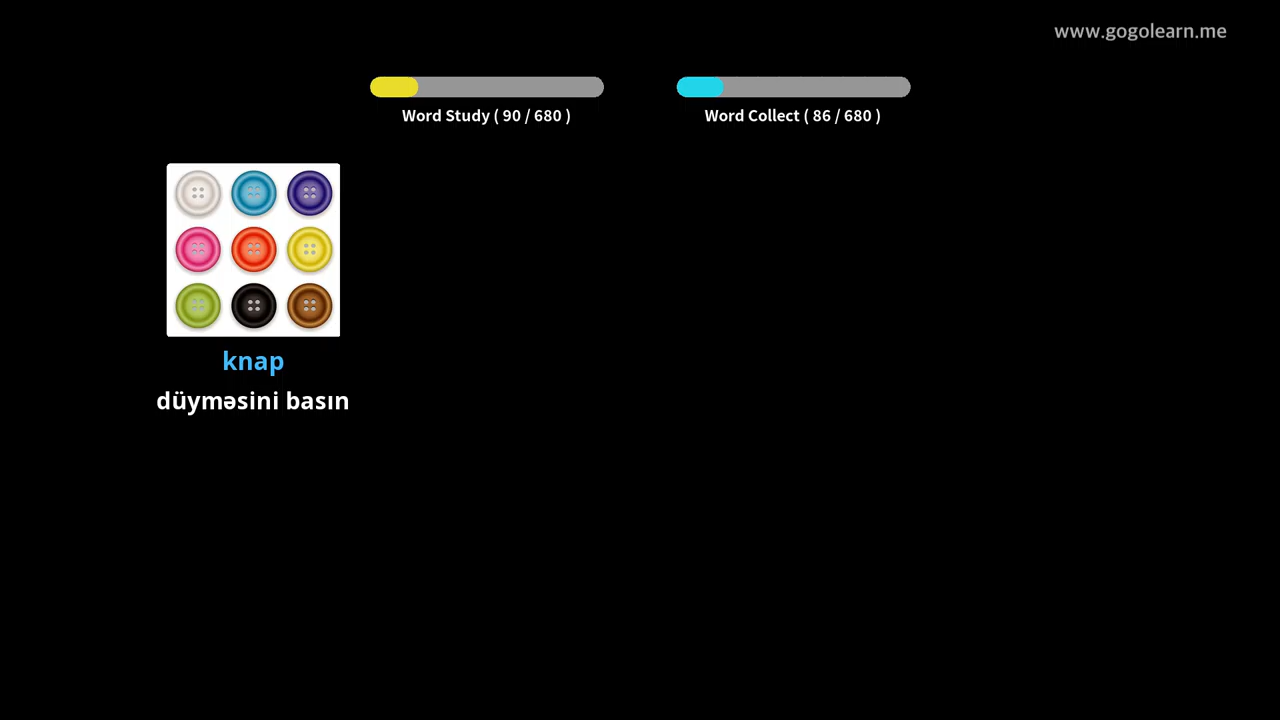 www.gogolearn.me
Word Study ( 90 / 680 )
Word Collect ( 86 / 680 )
knap
düyməsini basın